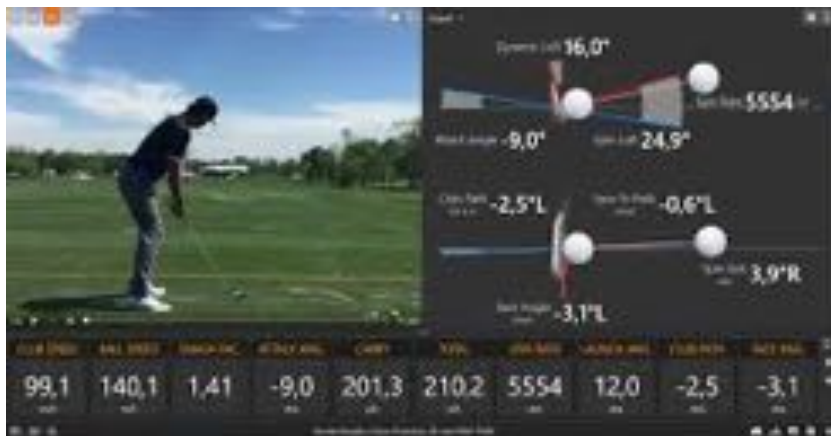 Dynamic Loft 16,0°
Spin Rate 5554
Attack Angle -9,0°
Spin Loft 24,9°
Club Path -2,5°L
Face To Path -0,6°L
Spin Axis 3,9°R
Face Angle -3,1°L
CLUB SPEED BALL SPEED SMASH FAC. ATTACK ANG. CARRY TOTAL SPIN RATE LAUNCH ANG. CLUB PATH FACE ANG.
99,1 140,1 1,41 -9,0 201,3 210,2 5554 12,0 -2,5 -3,1